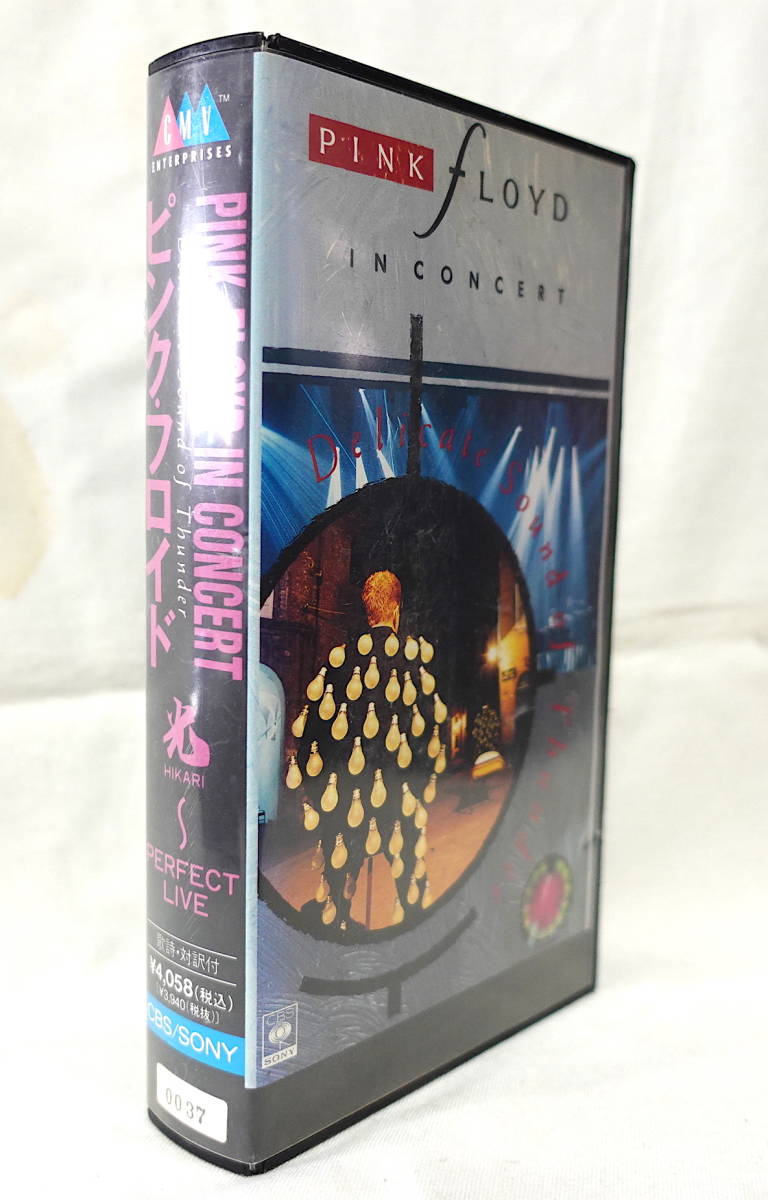 CMV™
ENTERPRISES
PINK FLOYD IN CONCERT
Delicate Sound of Thunder
ピンク・フロイド
光
HIKARI
〜
PERFECT
LIVE
歌詩・対訳付
¥4,058(税込)
[¥3,940(税抜)]
CBS/SONY
0037
PINK FLOYD
IN CONCERT
Delicate Sound of Thunder
CBS
SONY